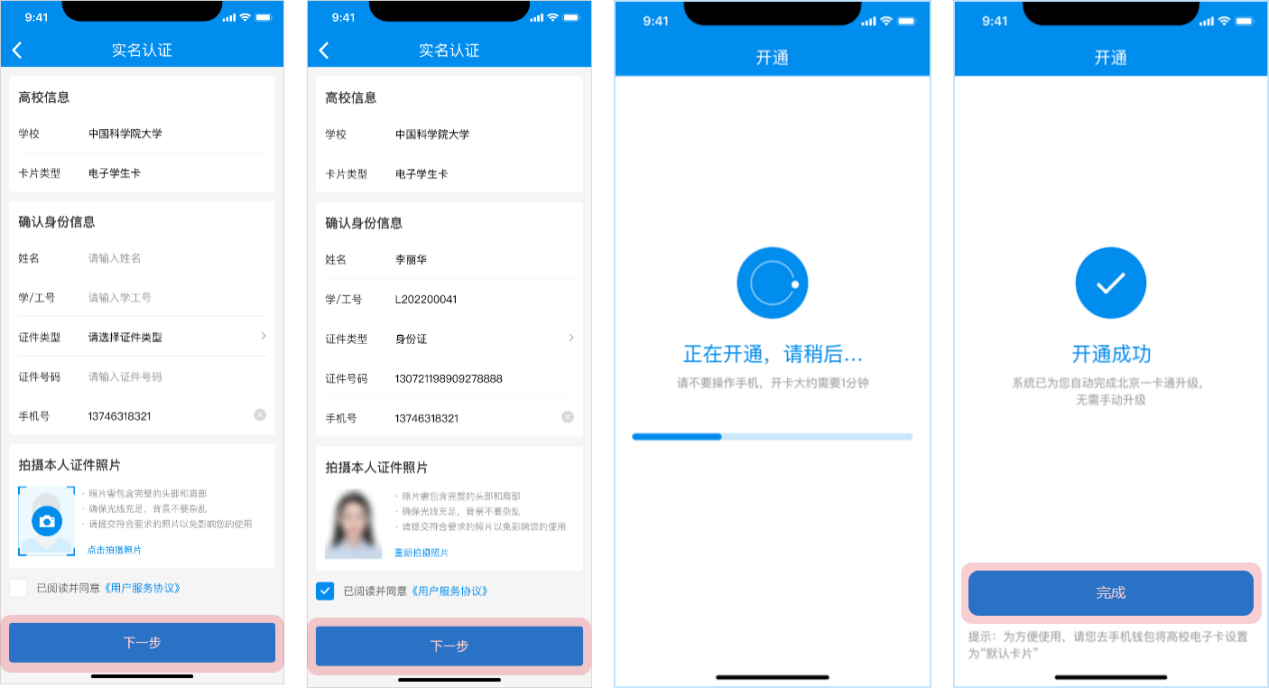 9:41
实名认证
高校信息
学校 中国科学院大学
卡片类型 电子学生卡
确认身份信息
姓名 请输入姓名
学/工号 请输入学工号
证件类型 请选择证件类型
证件号码 请输入证件号码
手机号 13746318321
拍摄本人证件照片
· 照片需包含完整的头部和肩部
· 确保光线充足，背景不要杂乱
· 请提交符合要求的照片以免影响您的使用
点击拍摄照片
已阅读并同意《用户服务协议》
下一步
9:41
实名认证
高校信息
学校 中国科学院大学
卡片类型 电子学生卡
确认身份信息
姓名 李丽华
学/工号 L202200041
证件类型 身份证
证件号码 130721198909278888
手机号 13746318321
拍摄本人证件照片
· 照片需包含完整的头部和肩部
· 确保光线充足，背景不要杂乱
· 请提交符合要求的照片以免影响您的使用
重新拍摄照片
已阅读并同意《用户服务协议》
下一步
9:41
开通
正在开通，请稍后...
请不要操作手机，开卡大约需要1分钟
9:41
开通
开通成功
系统已为您自动完成北京一卡通升级，
无需手动升级
完成
提示：为方便使用，请您去手机钱包将高校电子卡设置
为“默认卡片”